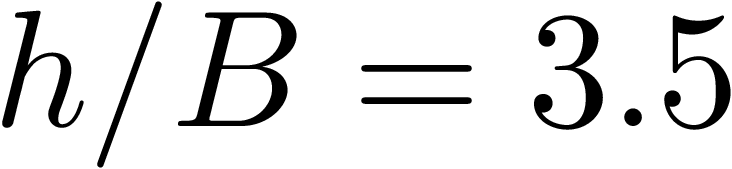 h/B = 3.5